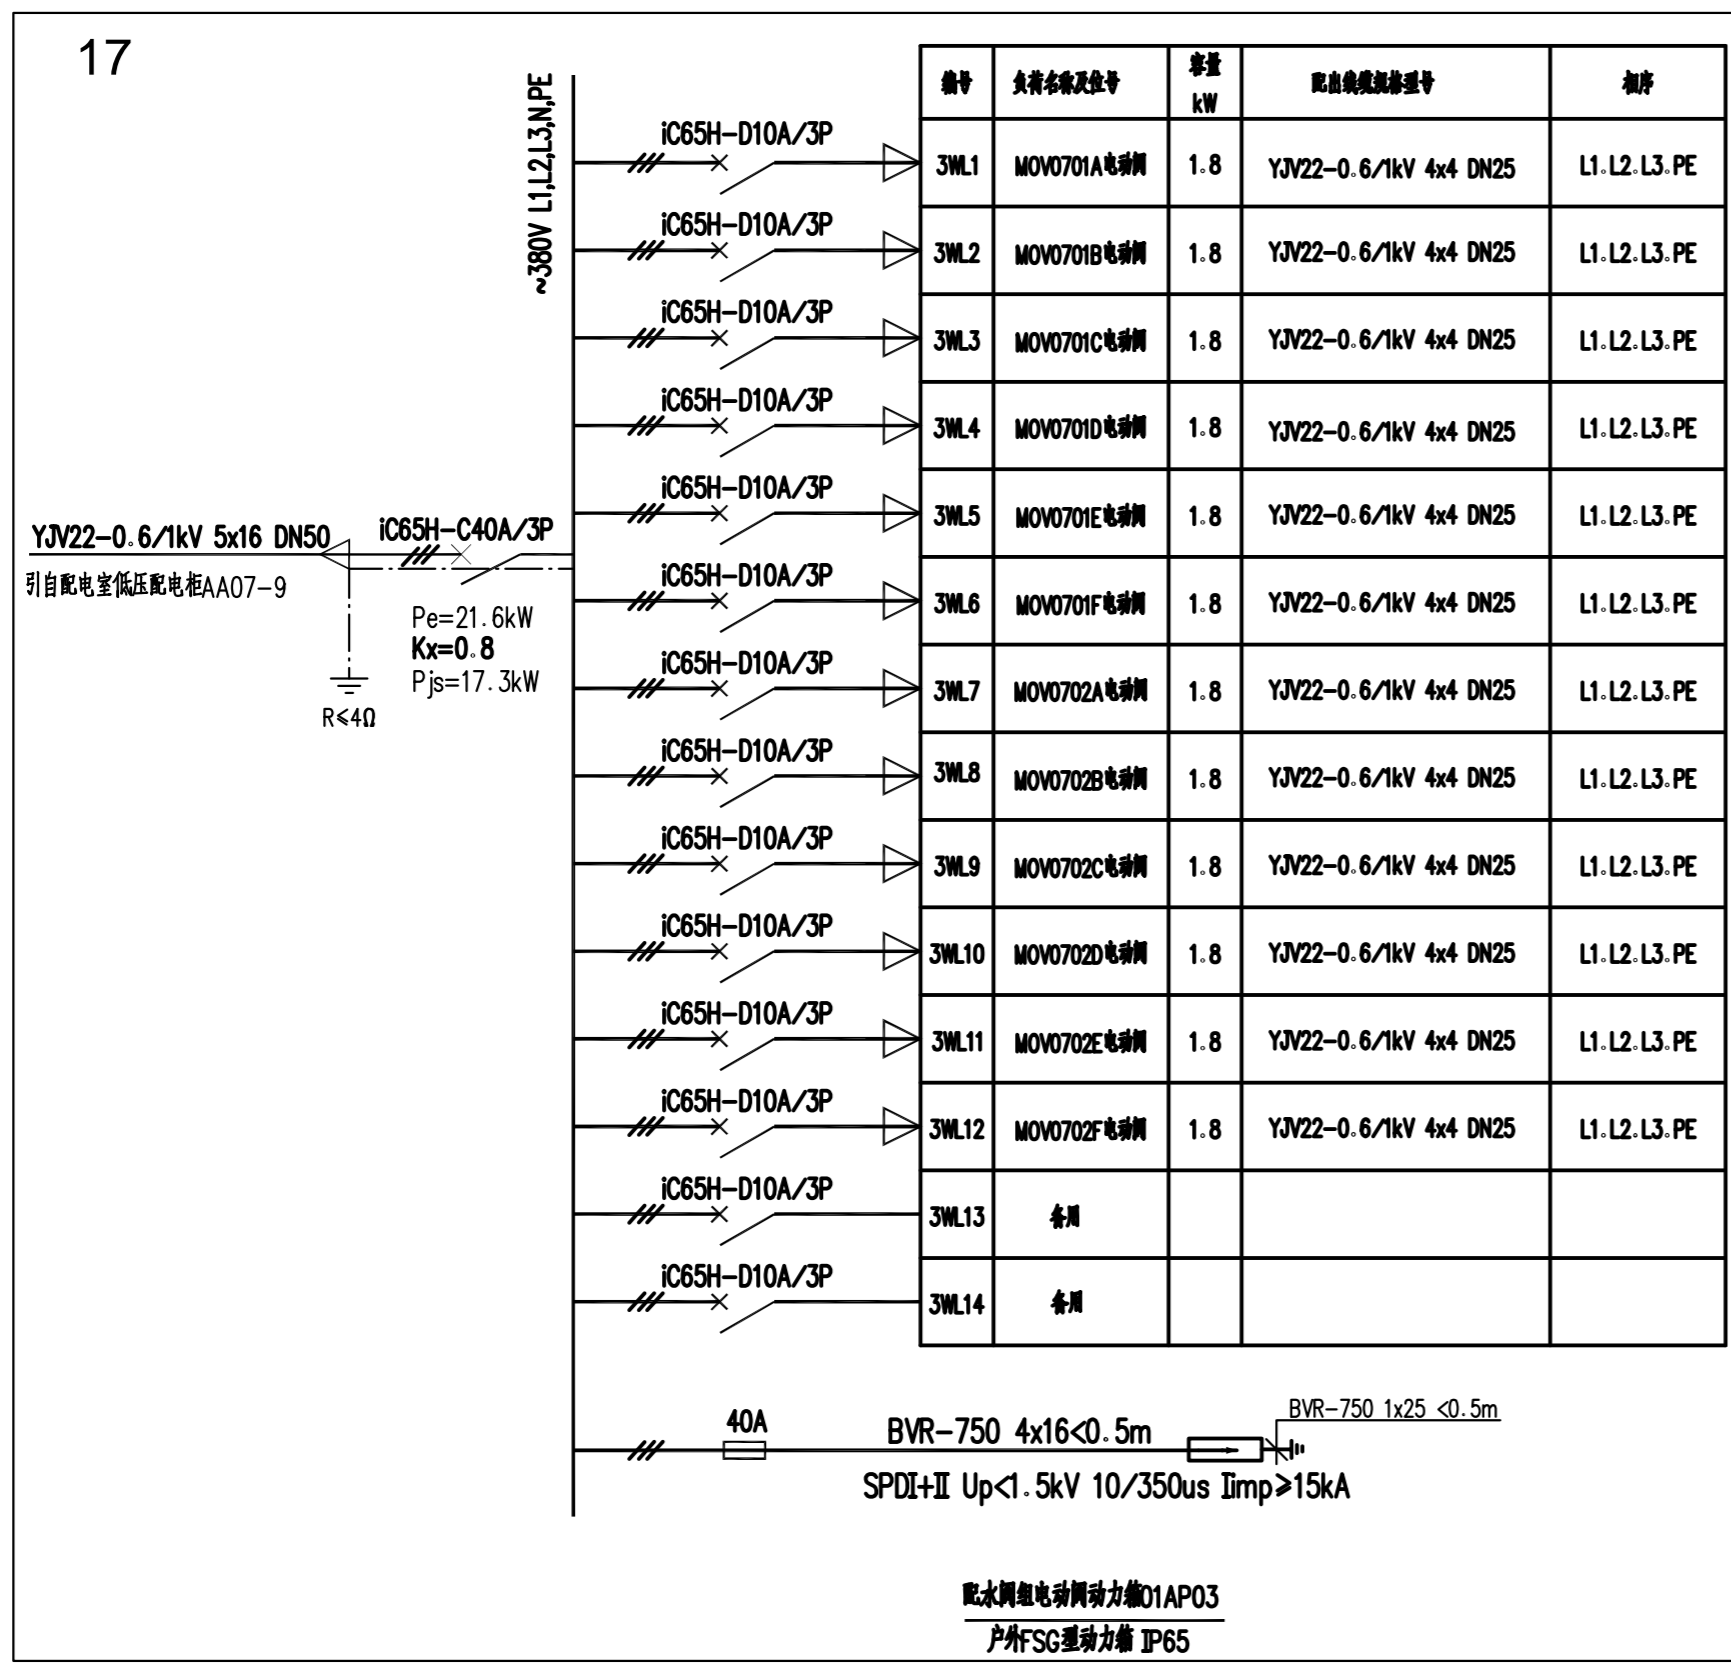 17
~380V L1,L2,L3,N,PE
编号 负荷名称及位号 容量 kW 配出线缆规格型号 相序
iC65H-D10A/3P 3WL1 MOV0701A电动阀 1.8 YJV22-0.6/1kV 4x4 DN25 L1.L2.L3.PE
iC65H-D10A/3P 3WL2 MOV0701B电动阀 1.8 YJV22-0.6/1kV 4x4 DN25 L1.L2.L3.PE
iC65H-D10A/3P 3WL3 MOV0701C电动阀 1.8 YJV22-0.6/1kV 4x4 DN25 L1.L2.L3.PE
iC65H-D10A/3P 3WL4 MOV0701D电动阀 1.8 YJV22-0.6/1kV 4x4 DN25 L1.L2.L3.PE
iC65H-D10A/3P 3WL5 MOV0701E电动阀 1.8 YJV22-0.6/1kV 4x4 DN25 L1.L2.L3.PE
YJV22-0.6/1kV 5x16 DN50 iC65H-C40A/3P
引自配电室低压配电柜AA07-9
iC65H-D10A/3P 3WL6 MOV0701F电动阀 1.8 YJV22-0.6/1kV 4x4 DN25 L1.L2.L3.PE
Pe=21.6kW
Kx=0.8
Pjs=17.3kW
R≤4Ω
iC65H-D10A/3P 3WL7 MOV0702A电动阀 1.8 YJV22-0.6/1kV 4x4 DN25 L1.L2.L3.PE
iC65H-D10A/3P 3WL8 MOV0702B电动阀 1.8 YJV22-0.6/1kV 4x4 DN25 L1.L2.L3.PE
iC65H-D10A/3P 3WL9 MOV0702C电动阀 1.8 YJV22-0.6/1kV 4x4 DN25 L1.L2.L3.PE
iC65H-D10A/3P 3WL10 MOV0702D电动阀 1.8 YJV22-0.6/1kV 4x4 DN25 L1.L2.L3.PE
iC65H-D10A/3P 3WL11 MOV0702E电动阀 1.8 YJV22-0.6/1kV 4x4 DN25 L1.L2.L3.PE
iC65H-D10A/3P 3WL12 MOV0702F电动阀 1.8 YJV22-0.6/1kV 4x4 DN25 L1.L2.L3.PE
iC65H-D10A/3P 3WL13 备用
iC65H-D10A/3P 3WL14 备用
40A BVR-750 4x16<0.5m BVR-750 1x25 <0.5m
SPDI+II Up<1.5kV 10/350us Iimp≥15kA
配水阀组电动阀动力箱01AP03
户外FSG型动力箱 IP65